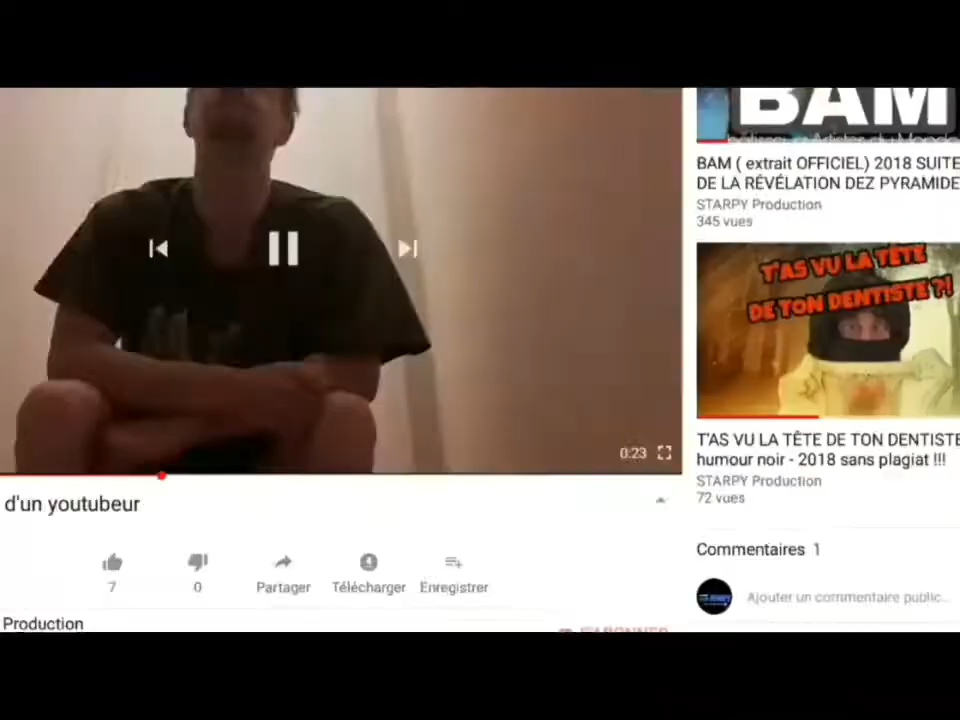 0:23
d'un youtubeur
7
0
Partager
Télécharger
Enregistrer
Production
BAM
BAM ( extrait OFFICIEL) 2018 SUITE
DE LA RÉVÉLATION DEZ PYRAMIDE
STARPY Production
345 vues
T'AS VU LA TÊTE
DE TON DENTISTE ?!
T'AS VU LA TÊTE DE TON DENTISTE
humour noir - 2018 sans plagiat !!!
STARPY Production
72 vues
Commentaires 1
Ajouter un commentaire public...